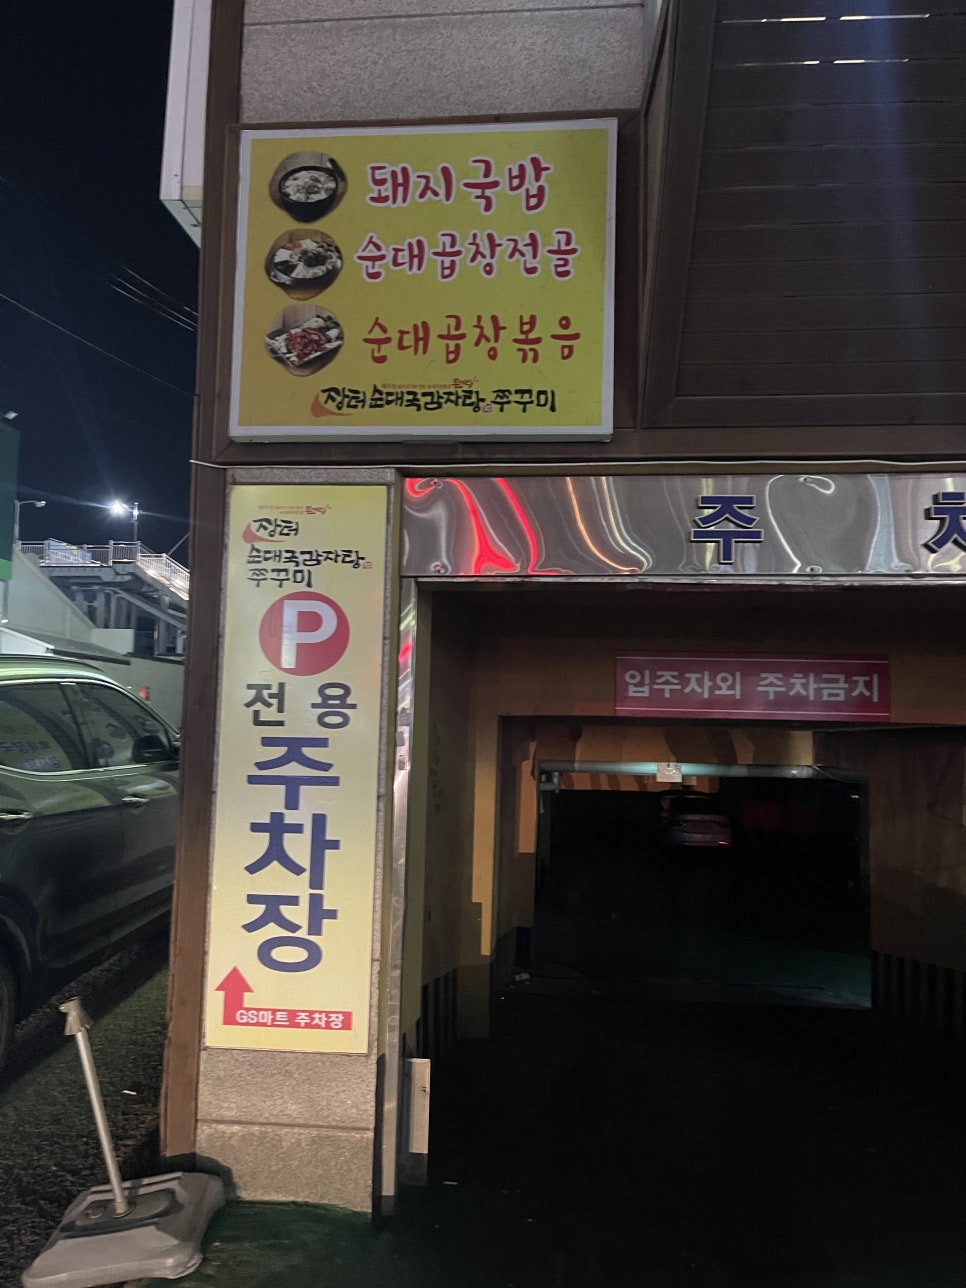 돼지국밥
순대곱창전골
순대곱창볶음
장터순대국감자탕쭈꾸미
장터
순대국감자탕
쭈꾸미
P
전용
주차장
GS마트 주차장
주차
입주자외 주차금지